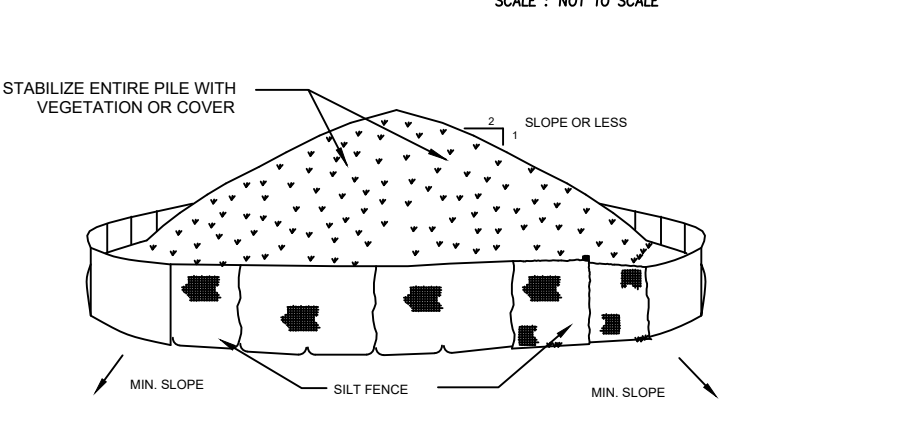 SCALE : NOT TO SCALE
STABILIZE ENTIRE PILE WITH
VEGETATION OR COVER
2
1
SLOPE OR LESS
MIN. SLOPE
SILT FENCE
MIN. SLOPE